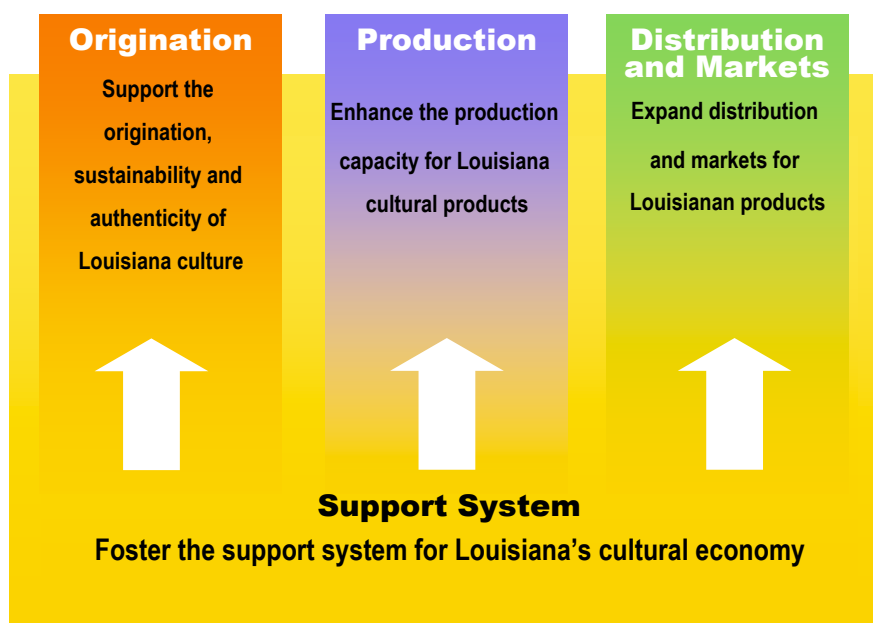 Origination
Support the
origination,
sustainability and
authenticity of
Louisiana culture
Production
Enhance the production
capacity for Louisiana
cultural products
Distribution
and Markets
Expand distribution
and markets for
Louisianan products
Support System
Foster the support system for Louisiana’s cultural economy